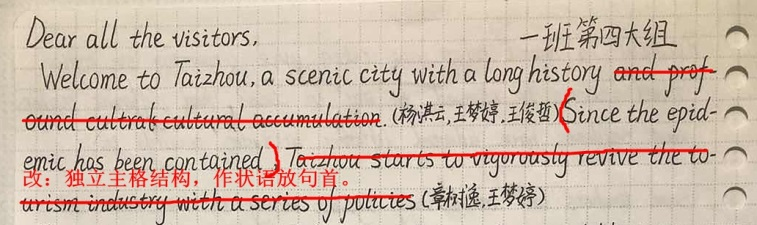 Dear all the visitors, 一班第四大组
Welcome to Taizhou, a scenic city with a long history and prof-
ound cultrak cultural accumulation. (杨淇云,王梦婷,王俊哲)(Since the epid-
emic has been contained), Taizhou starts to vigorously revive the to-
改：独立主格结构，作状语放句首。
urism industry with a series of policies (章树逸,王梦婷)